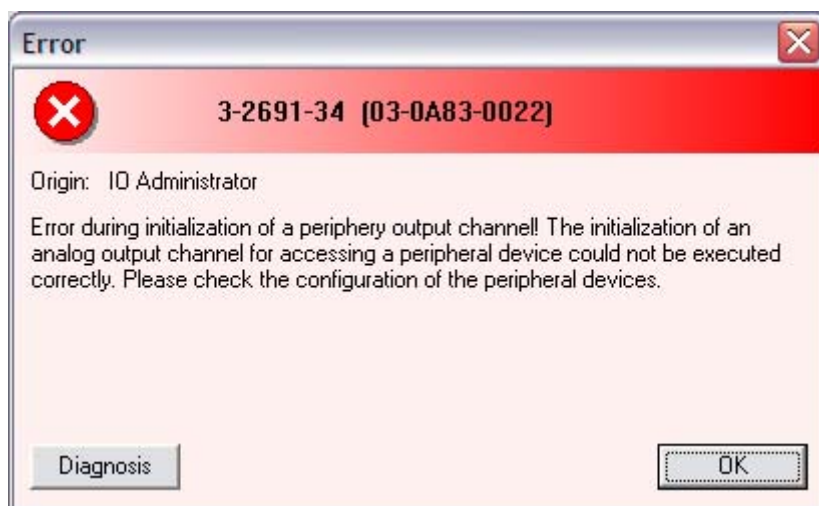 Error
3-2691-34 (03-0A83-0022)
Origin: IO Administrator
Error during initialization of a periphery output channel! The initialization of an
analog output channel for accessing a peripheral device could not be executed
correctly. Please check the configuration of the peripheral devices.
Diagnosis
OK